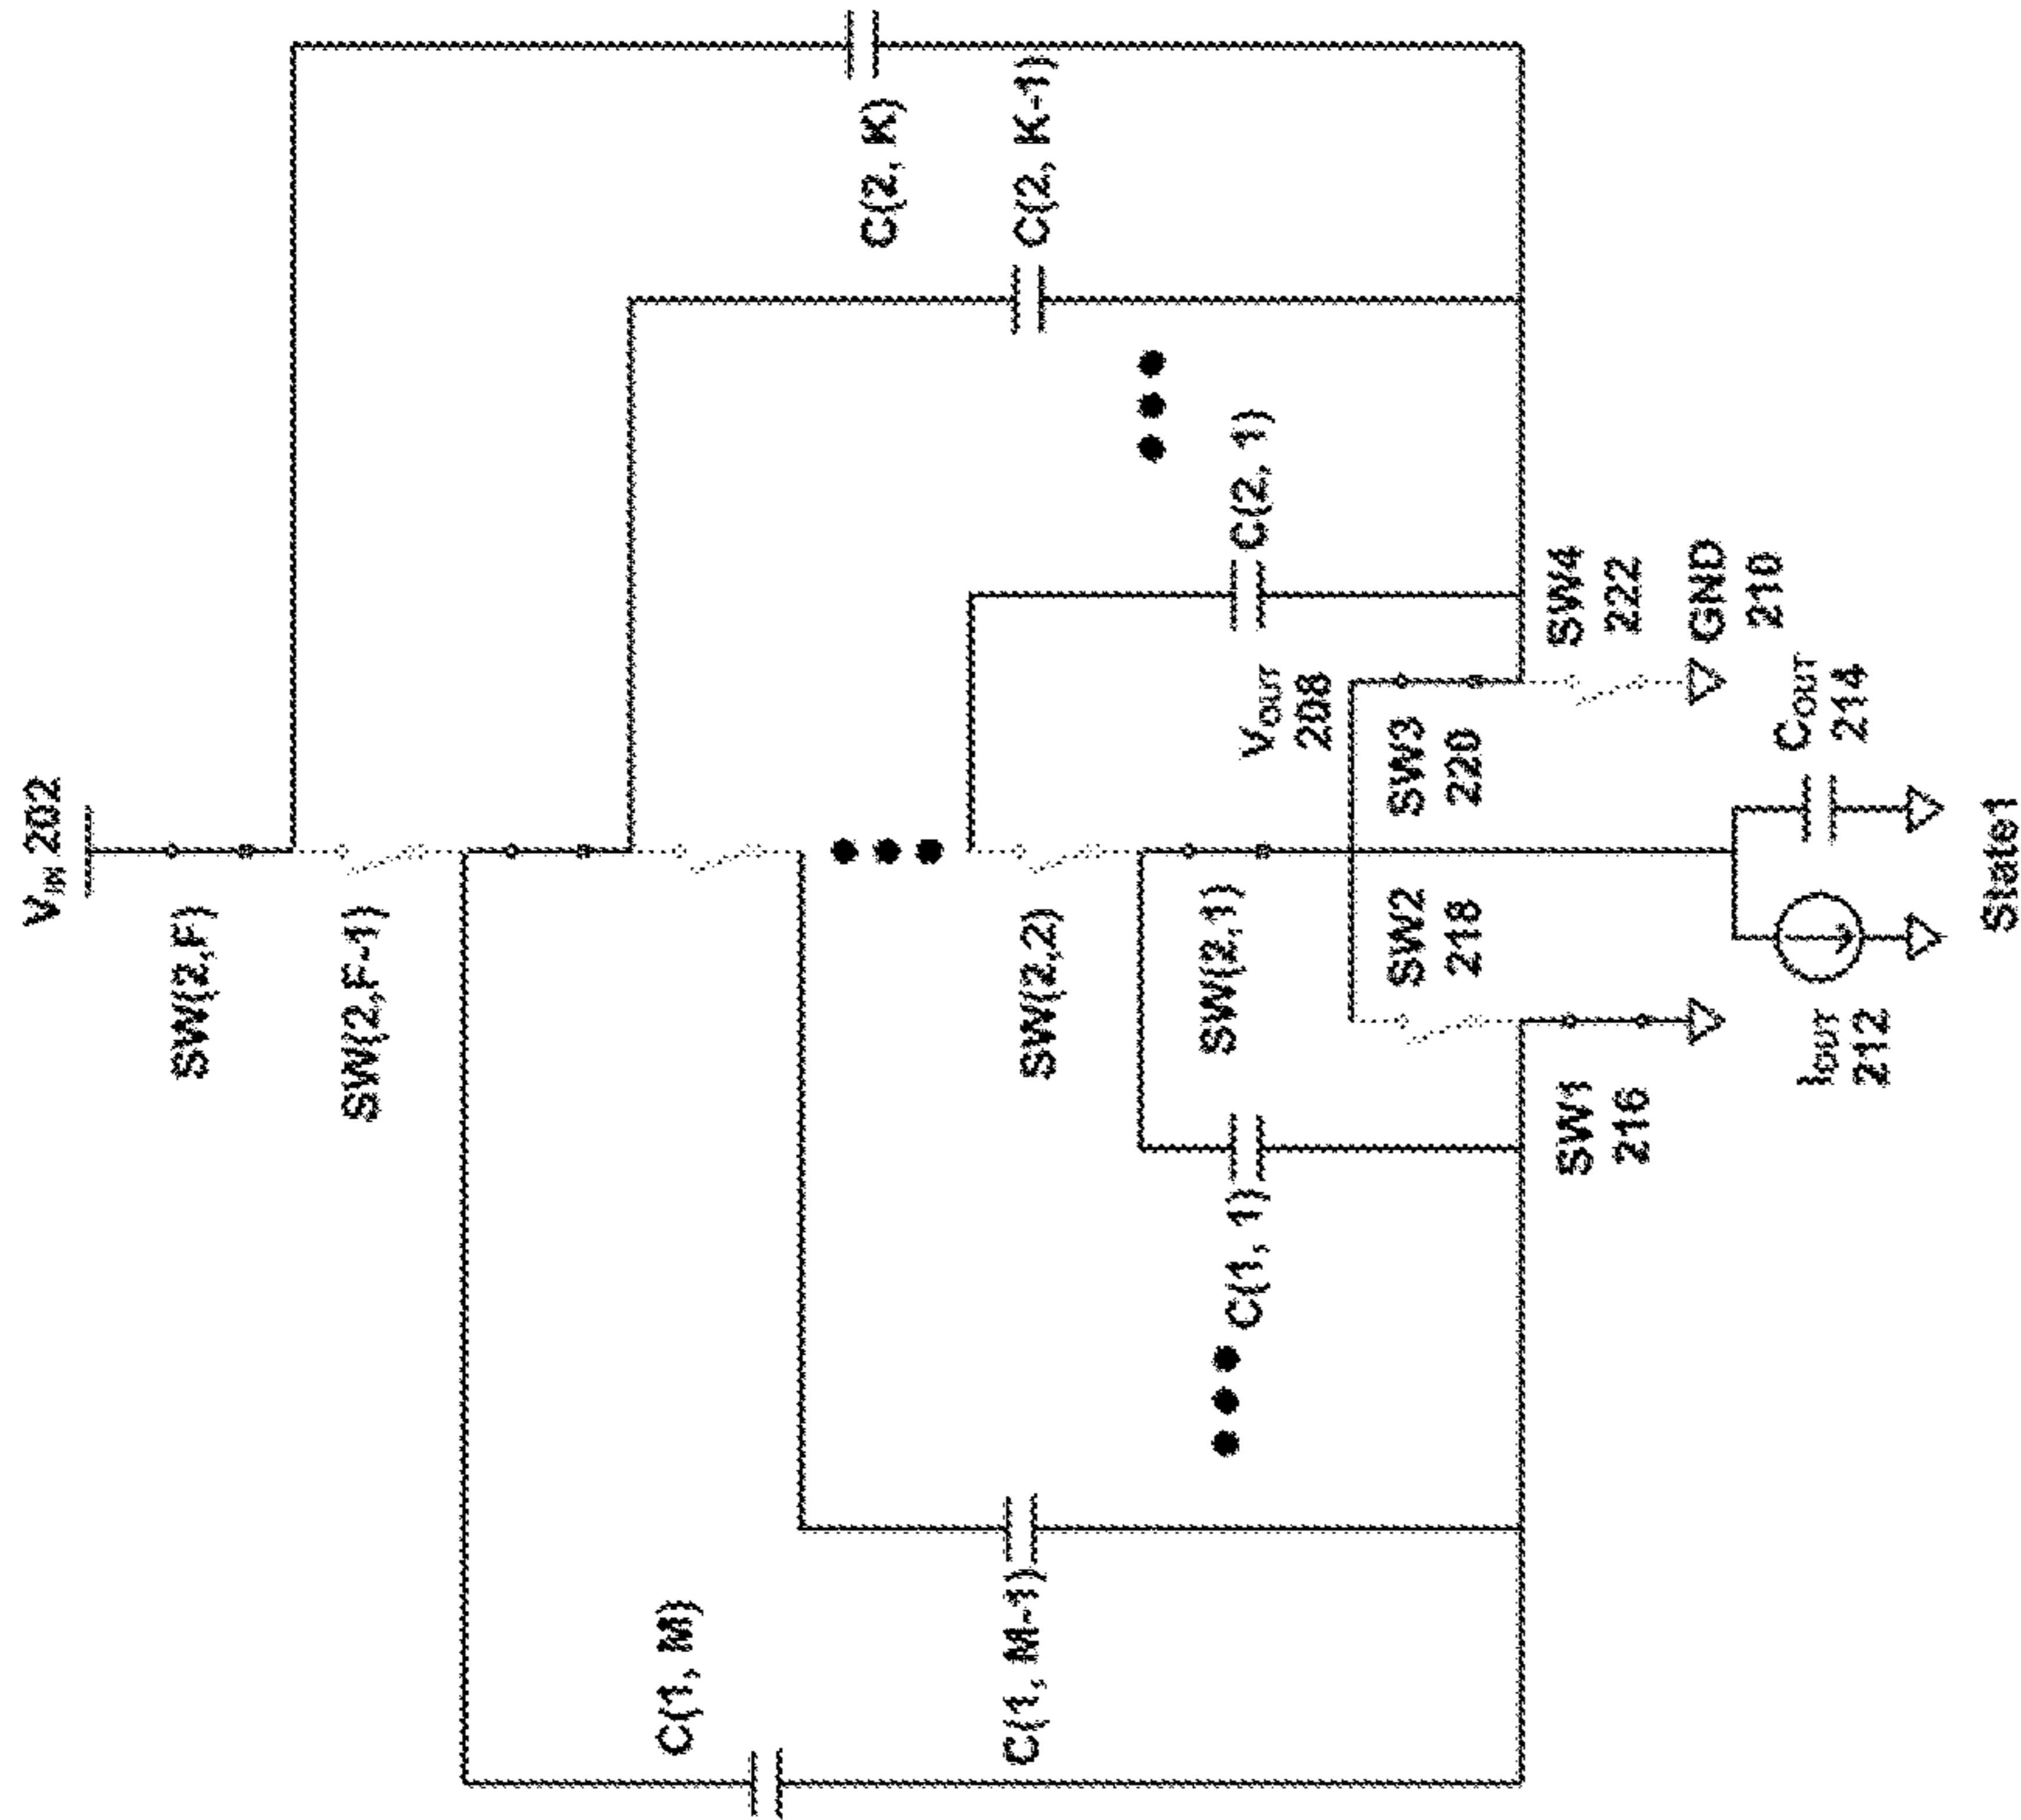 V_IN 202
SW(2,F)
SW(2,F-1)
C(2, K)
C(2, K-1)
C(1, M)
C(1, M-1)
SW(2,2)
SW(2,1)
C(2, 1)
C(1, 1)
V_OUT
208
SW2
218
SW3
220
SW1
216
SW4
222
GND
210
I_OUT
212
C_OUT
214
State1